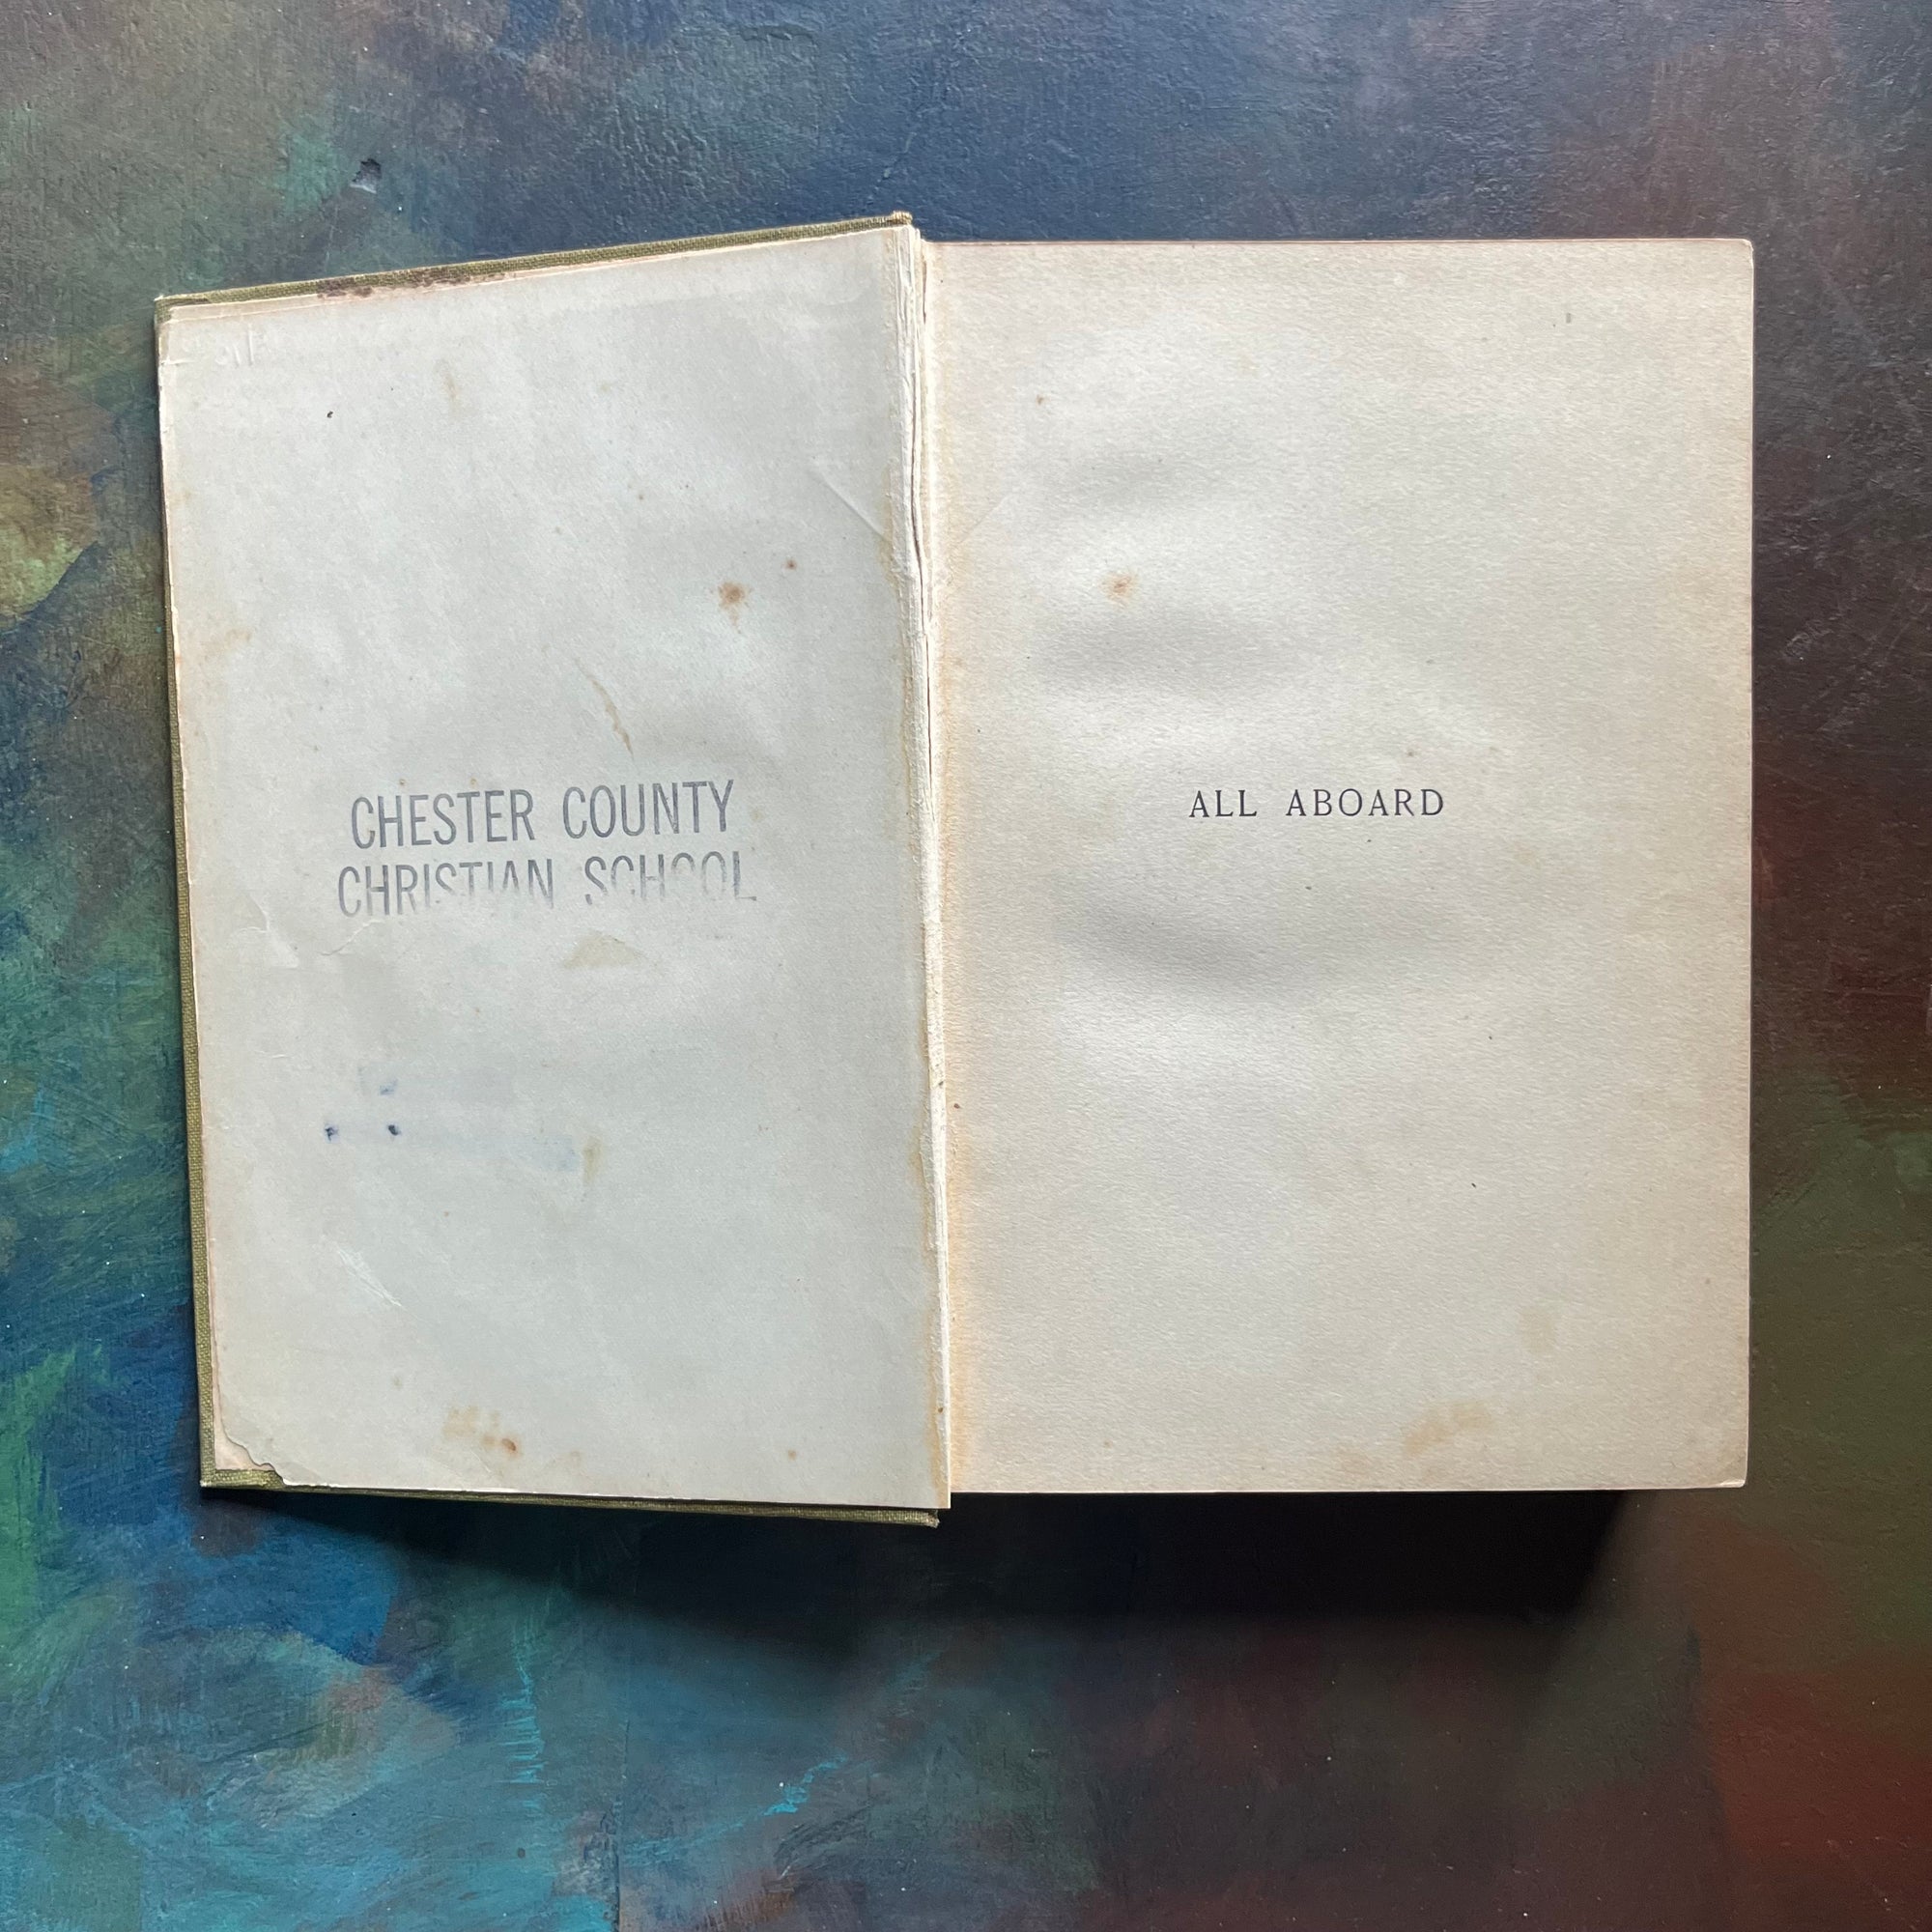 CHESTER COUNTY
CHRISTIAN SCHOOL
ALL ABOARD